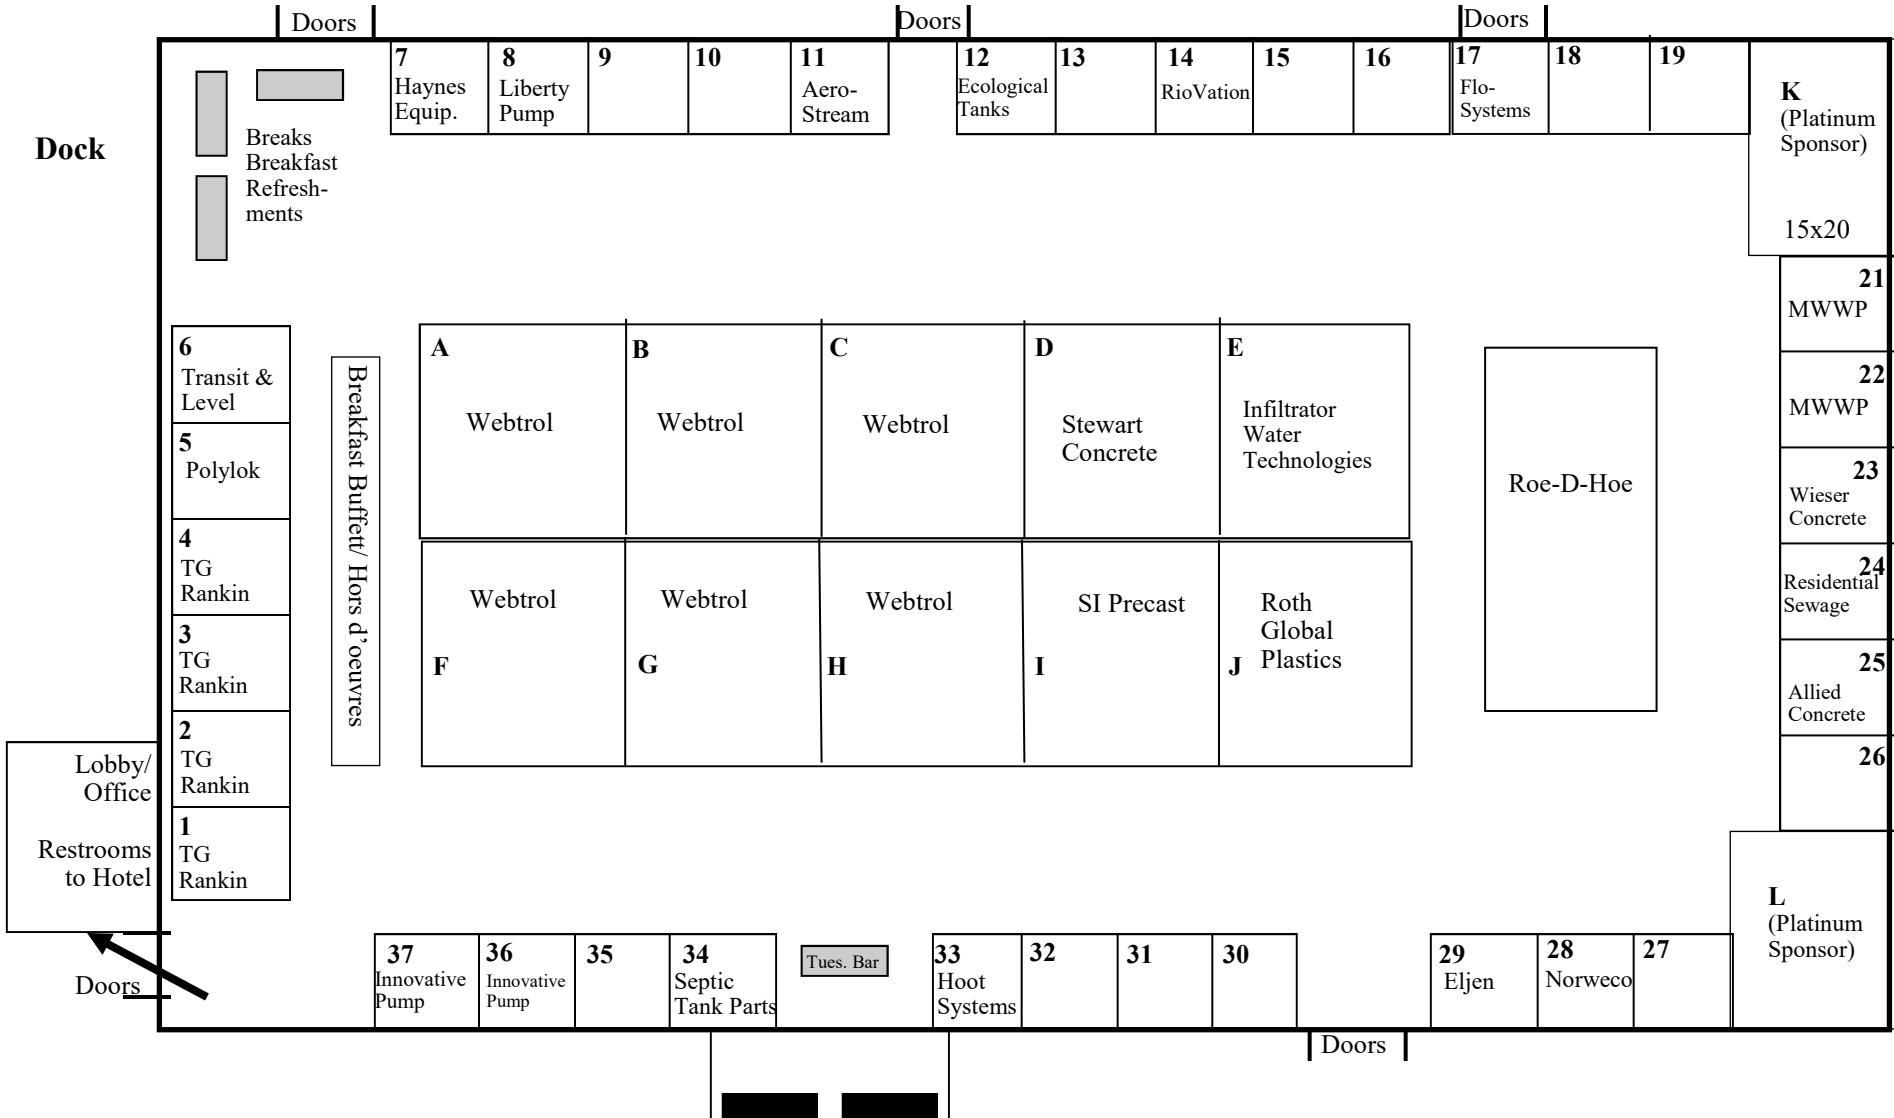 Doors
Doors
Doors
7
Haynes
Equip.
8
Liberty
Pump
9
10
11
Aero-
Stream
12
Ecological
Tanks
13
14
RioVation
15
16
17
Flo-
Systems
18
19
K
(Platinum
Sponsor)
15x20
Dock
Breaks
Breakfast
Refresh-
ments
21
MWWP
22
MWWP
23
Wieser
Concrete
24
Residential
Sewage
25
Allied
Concrete
26
6
Transit &
Level
5
Polylok
4
TG
Rankin
3
TG
Rankin
2
TG
Rankin
1
TG
Rankin
Breakfast Buffett/ Hors d’oeuvres
A
Webtrol
B
Webtrol
C
Webtrol
D
Stewart
Concrete
E
Infiltrator
Water
Technologies
Webtrol
F
Webtrol
G
Webtrol
H
SI Precast
I
Roth
Global
Plastics
J
Roe-D-Hoe
Lobby/
Office
Restrooms
to Hotel
Doors
L
(Platinum
Sponsor)
37
Innovative
Pump
36
Innovative
Pump
35
34
Septic
Tank Parts
Tues. Bar
33
Hoot
Systems
32
31
30
29
Eljen
28
Norweco
27
Doors